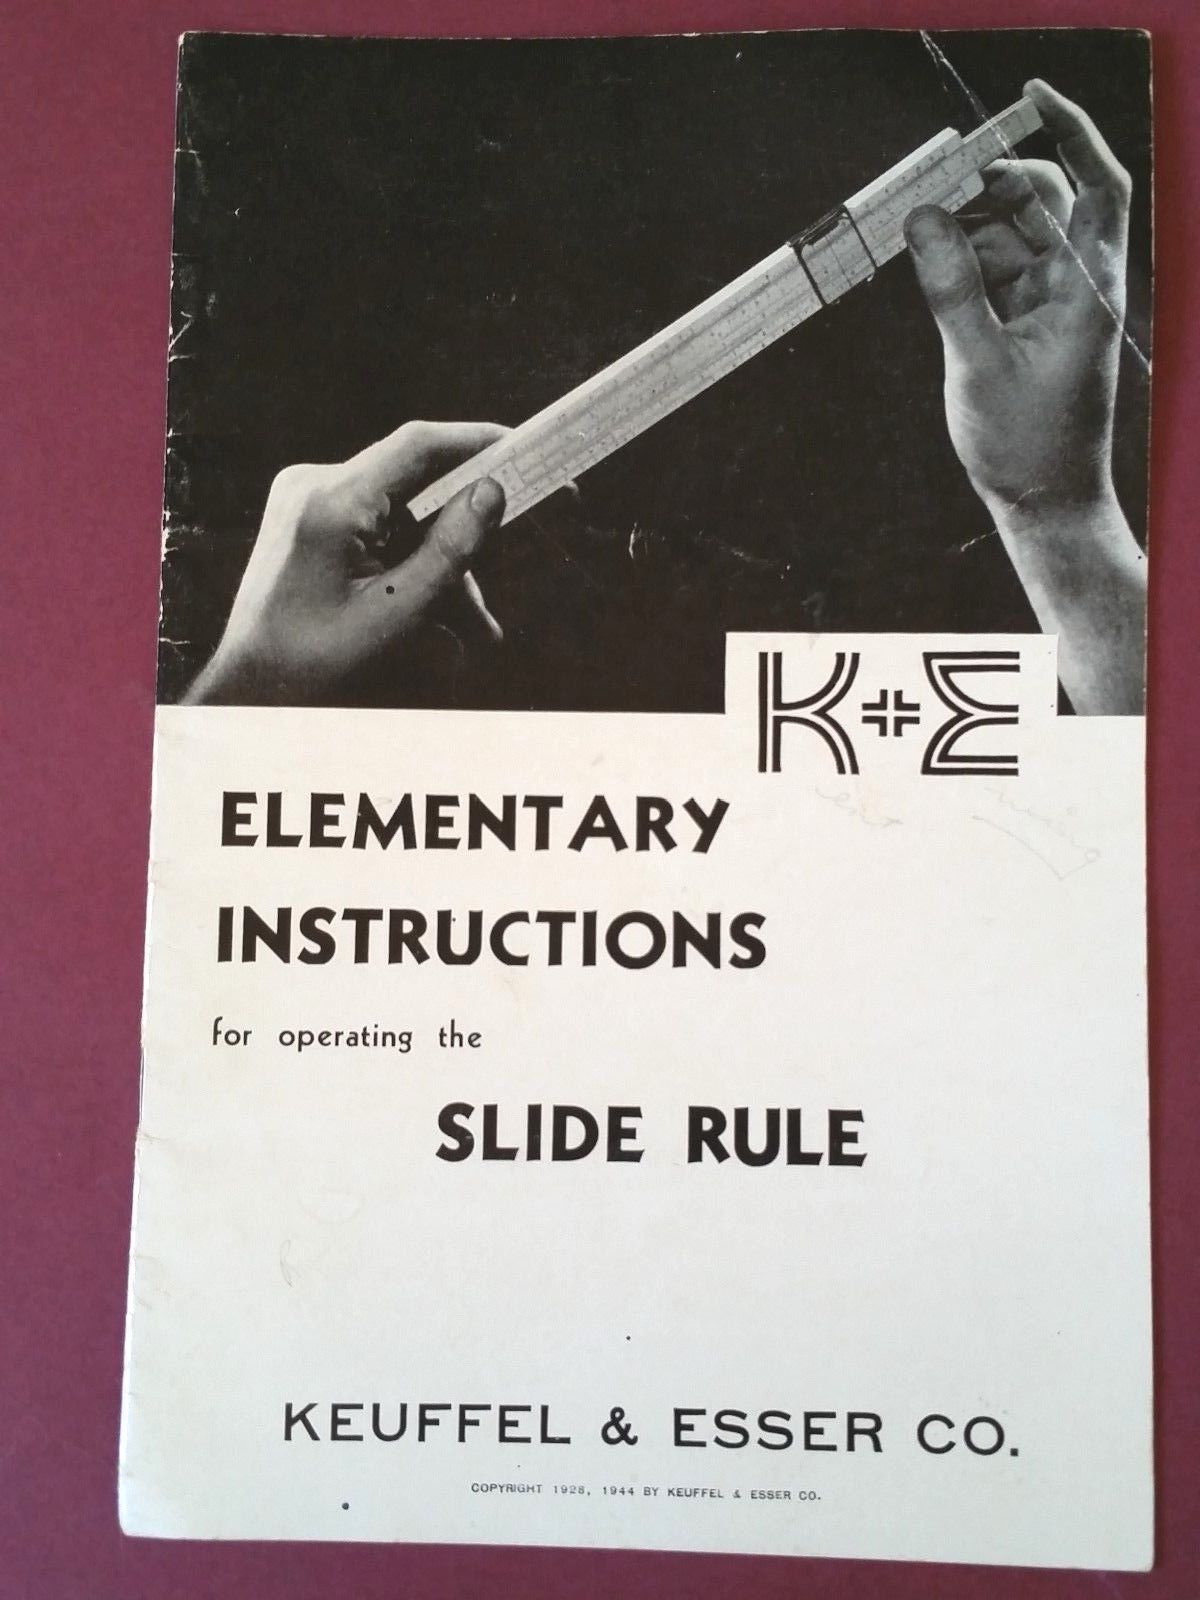 K+E
ELEMENTARY
INSTRUCTIONS
for operating the
SLIDE RULE
KEUFFEL & ESSER CO.
COPYRIGHT 1928, 1944 BY KEUFFEL & ESSER CO.